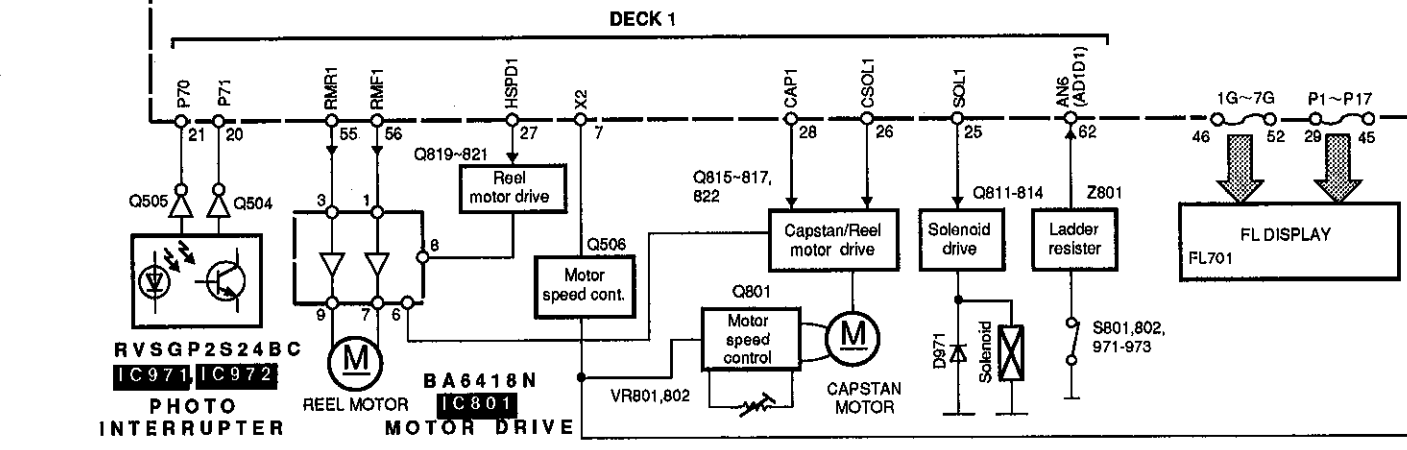 DECK 1
P70
P71
RMR1
RMF1
HSPD1
X2
CAP1
CSOL1
SOL1
AN6
(AD1D1)
1G~7G
P1~P17
21
20
55
56
27
7
28
26
25
62
46
52
29
45
Q819~821
Reel
motor drive
Q815~817,
822
Q811-814
Z801
Q505
Q504
3
1
8
Q506
Motor
speed cont.
Capstan/Reel
motor drive
Solenoid
drive
Ladder
resister
FL DISPLAY
FL701
9
7
6
Q801
Motor
speed
control
M
M
D971
Solenoid
S801,802,
971-973
RVSGP2S24BC
IC971, IC972
PHOTO
INTERRUPTER
REEL MOTOR
BA6418N
IC801
MOTOR DRIVE
VR801,802
CAPSTAN
MOTOR